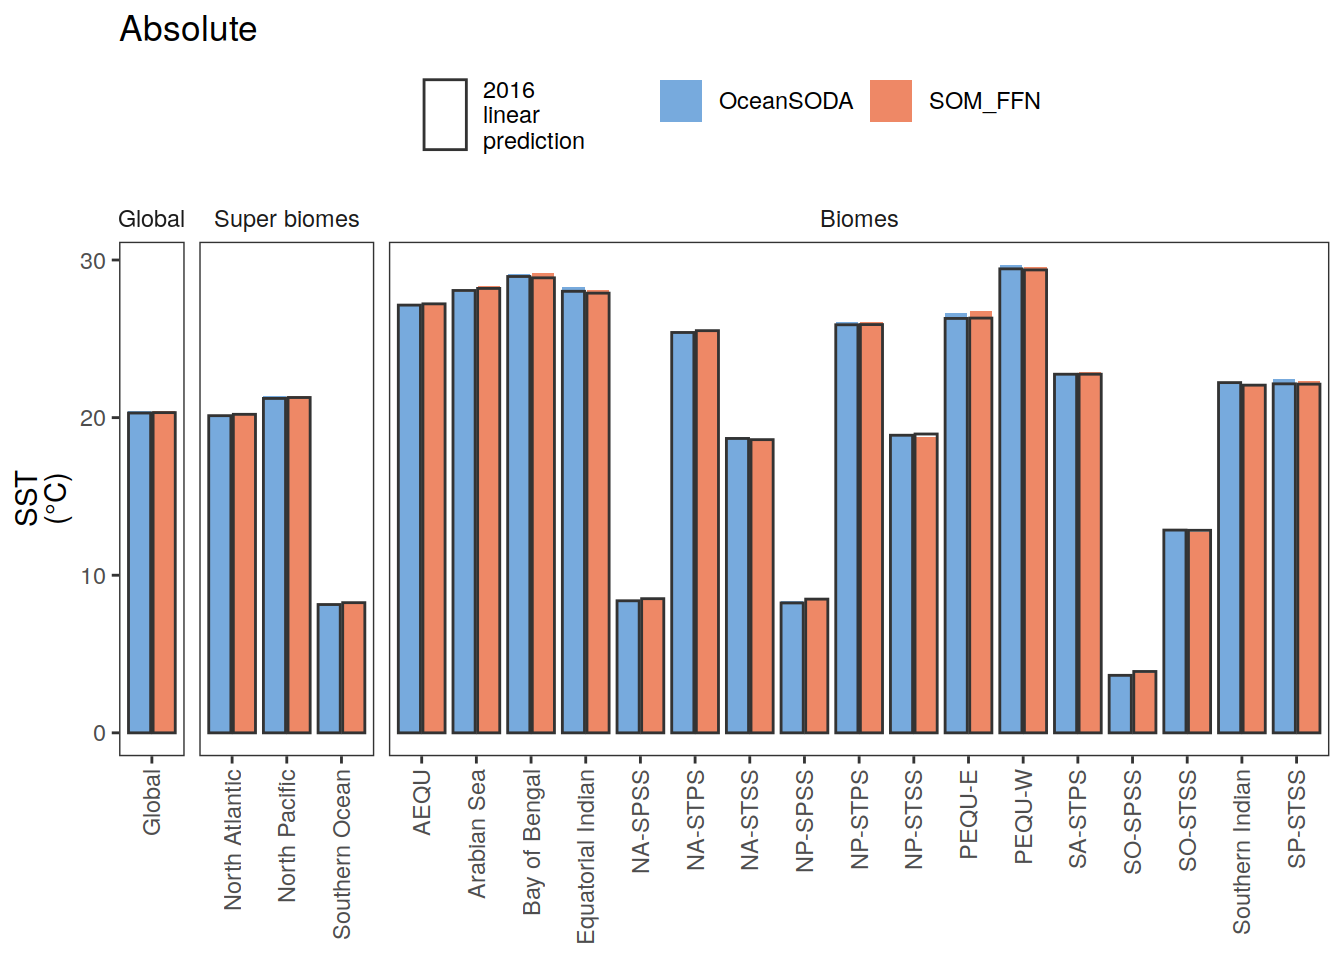 Absolute
2016
linear
prediction
OceanSODA
SOM_FFN
Global
Super biomes
Biomes
SST
(°C)
30
20
10
0
Global
North Atlantic
North Pacific
Southern Ocean
AEQU
Arabian Sea
Bay of Bengal
Equatorial Indian
NA-SPSS
NA-STPS
NA-STSS
NP-SPSS
NP-STPS
NP-STSS
PEQU-E
PEQU-W
SA-STPS
SO-SPSS
SO-STSS
Southern Indian
SP-STSS